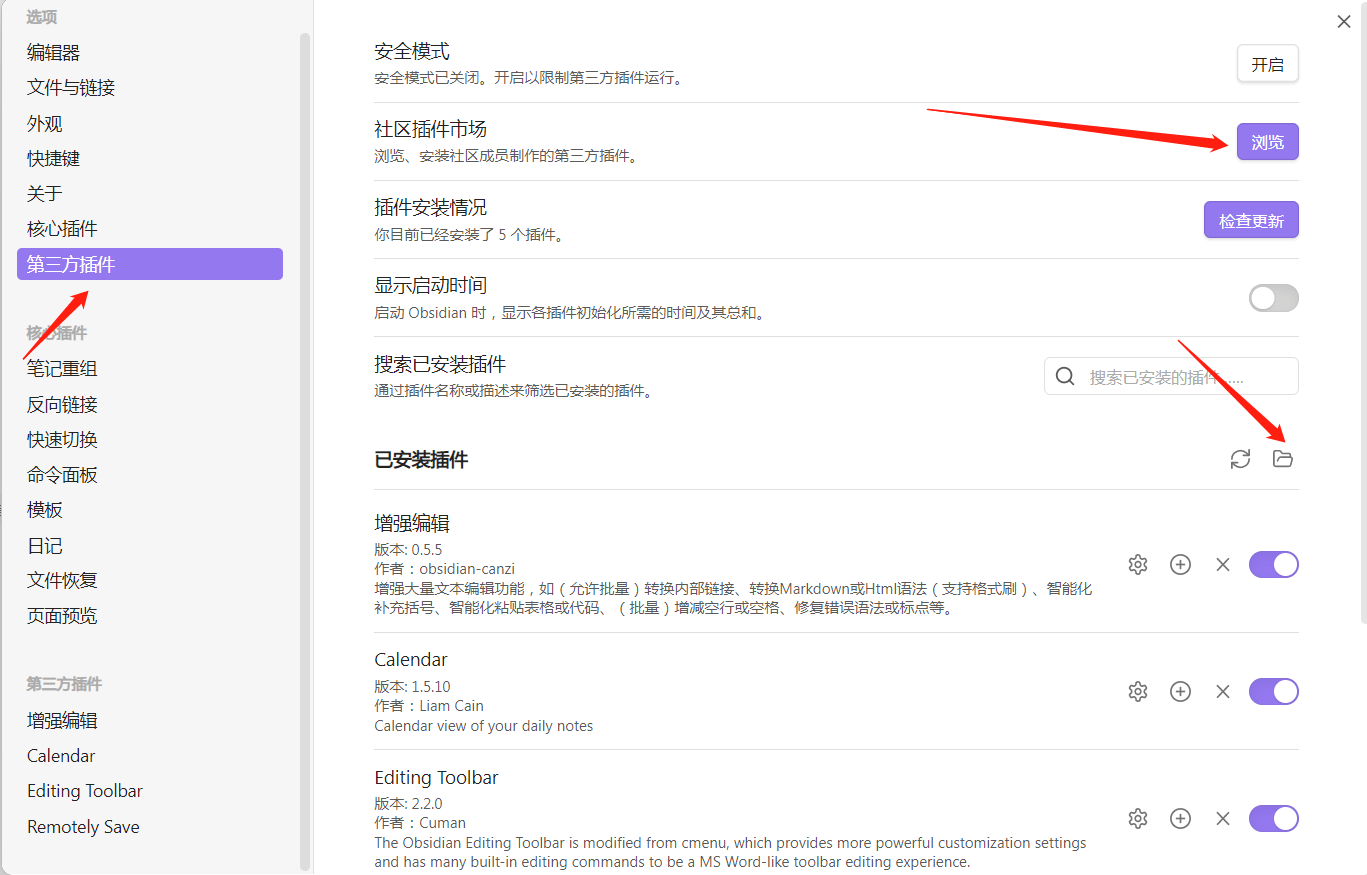 选项
编辑器
文件与链接
外观
快捷键
关于
核心插件
第三方插件
核心插件
笔记重组
反向链接
快速切换
命令面板
模板
日记
文件恢复
页面预览
第三方插件
增强编辑
Calendar
Editing Toolbar
Remotely Save
安全模式
安全模式已关闭。开启以限制第三方插件运行。
开启
社区插件市场
浏览、安装社区成员制作的第三方插件。
浏览
插件安装情况
你目前已经安装了 5 个插件。
检查更新
显示启动时间
启动 Obsidian 时，显示各插件初始化所需的时间及其总和。
搜索已安装插件
通过插件名称或描述来筛选已安装的插件。
搜索已安装的插件……
已安装插件
增强编辑
版本: 0.5.5
作者：obsidian-canzi
增强大量文本编辑功能，如（允许批量）转换内部链接、转换Markdown或Html语法（支持格式刷）、智能化
补充括号、智能化粘贴表格或代码、（批量）增减空行或空格、修复错误语法或标点等。
Calendar
版本: 1.5.10
作者：Liam Cain
Calendar view of your daily notes
Editing Toolbar
版本: 2.2.0
作者：Cuman
The Obsidian Editing Toolbar is modified from cmenu, which provides more powerful customization settings
and has many built-in editing commands to be a MS Word-like toolbar editing experience.